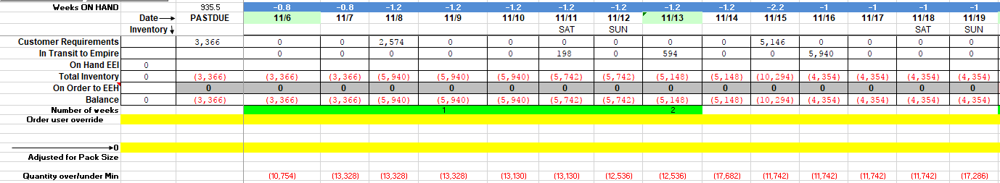 Weeks ON HAND 935.5 -0.8 -0.8 -1.2 -1.2 -1.2 -1.2 -1.2 -1.2 -1.2 -2.2 -1 -1 -1 -1
Date PASTDUE 11/6 11/7 11/8 11/9 11/10 11/11 11/12 11/13 11/14 11/15 11/16 11/17 11/18 11/19
Inventory SAT SUN SAT SUN
Customer Requirements 3,366 0 0 2,574 0 0 0 0 0 0 5,146 0 0 0 0
In Transit to Empire 0 0 0 0 0 198 0 594 0 0 5,940 0 0 0
On Hand EEI 0
Total Inventory 0 (3,366) (3,366) (3,366) (5,940) (5,940) (5,940) (5,742) (5,742) (5,148) (5,148) (10,294) (4,354) (4,354) (4,354) (4,354)
On Order to EEH 0 0 0 0 0 0 0 0 0 0 0 0 0 0 0
Balance 0 (3,366) (3,366) (3,366) (5,940) (5,940) (5,940) (5,742) (5,742) (5,148) (5,148) (10,294) (4,354) (4,354) (4,354) (4,354)
Number of weeks 1 2
Order user override
0
Adjusted for Pack Size
Quantity over/under Min (10,754) (13,328) (13,328) (13,328) (13,130) (13,130) (12,536) (12,536) (17,682) (11,742) (11,742) (11,742) (11,742) (17,286)